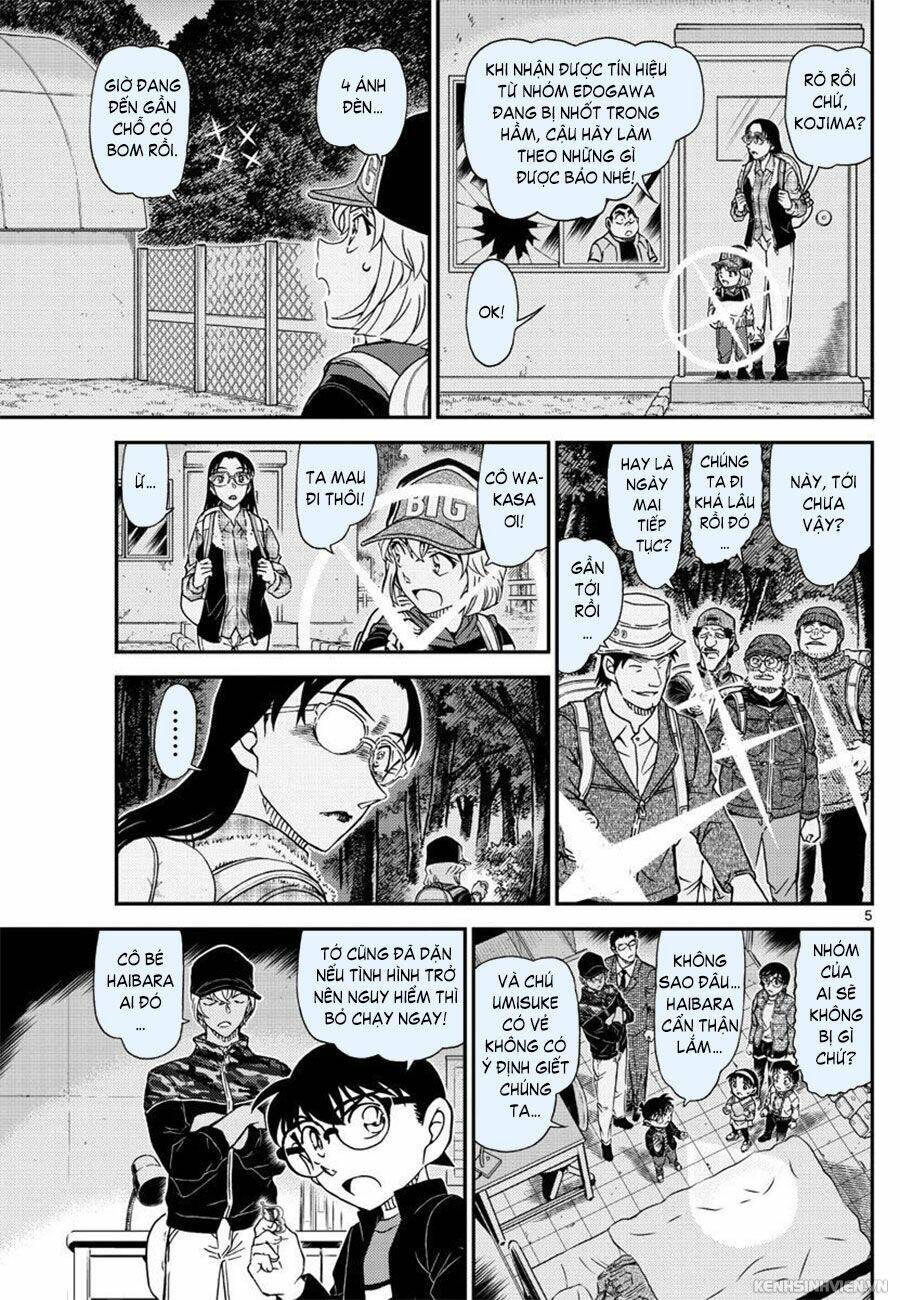 RÕ RỒI
CHỨ,
KOJIMA?
KHI NHẬN ĐƯỢC TÍN HIỆU
TỪ NHÓM EDOGAWA
ĐANG BỊ NHỐT TRONG
HẦM, CẬU HÃY LÀM
THEO NHỮNG GÌ
ĐƯỢC BẢO NHÉ!
OK!
4 ÁNH
ĐÈN...
GIỜ ĐANG
ĐẾN GẦN
CHỖ CÓ
BOM RỒI.
BIG
NÀY, TỚI
CHƯA
VẬY?
CHÚNG
TA ĐI
KHÁ LÂU
RỒI ĐÓ
...
HAY LÀ
NGÀY
MAI
TIẾP
TỤC?
GẦN
TỚI
RỒI
...
CÔ WA-
KASA
ƠI!
TA MAU
ĐI THÔI!
BIG
Ừ...
......
5
NHÓM
CỦA AI SẼ
KHÔNG
BỊ GÌ
CHỨ?
KHÔNG
SAO ĐÂU...
HAIBARA
CẨN THẬN
LẮM...
VÀ CHÚ
UMISUKE
CÓ VẺ
KHÔNG CÓ
Ý ĐỊNH GIẾT
CHÚNG
TA...
TỚ CŨNG ĐÃ DẶN
NẾU TÌNH HÌNH TRỞ
NÊN NGUY HIỂM THÌ
BỎ CHẠY NGAY!
CÔ BÉ
HAIBARA
AI ĐÓ
...
KENHSINHVIEN.VN